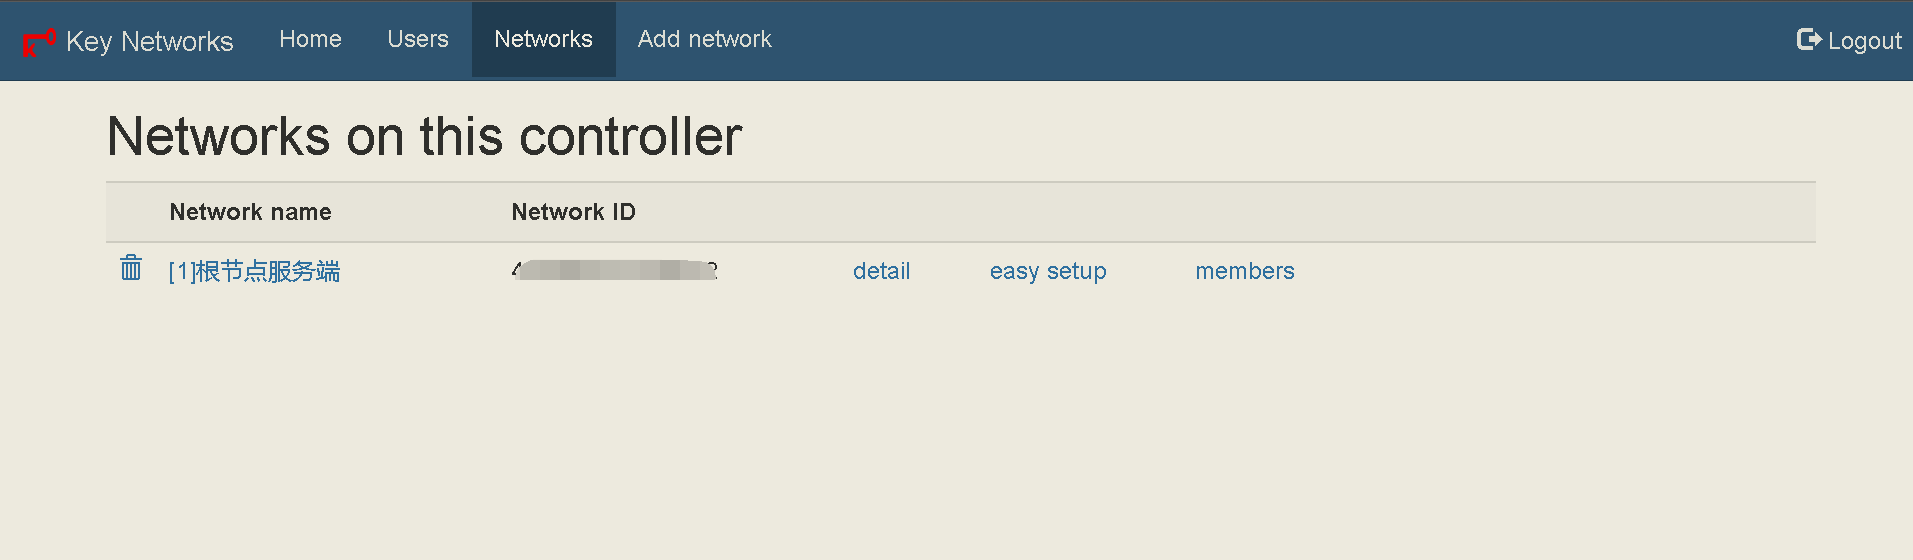 Key Networks Home Users Networks Add network Logout
Networks on this controller
Network name Network ID
[1]根节点服务端 detail easy setup members